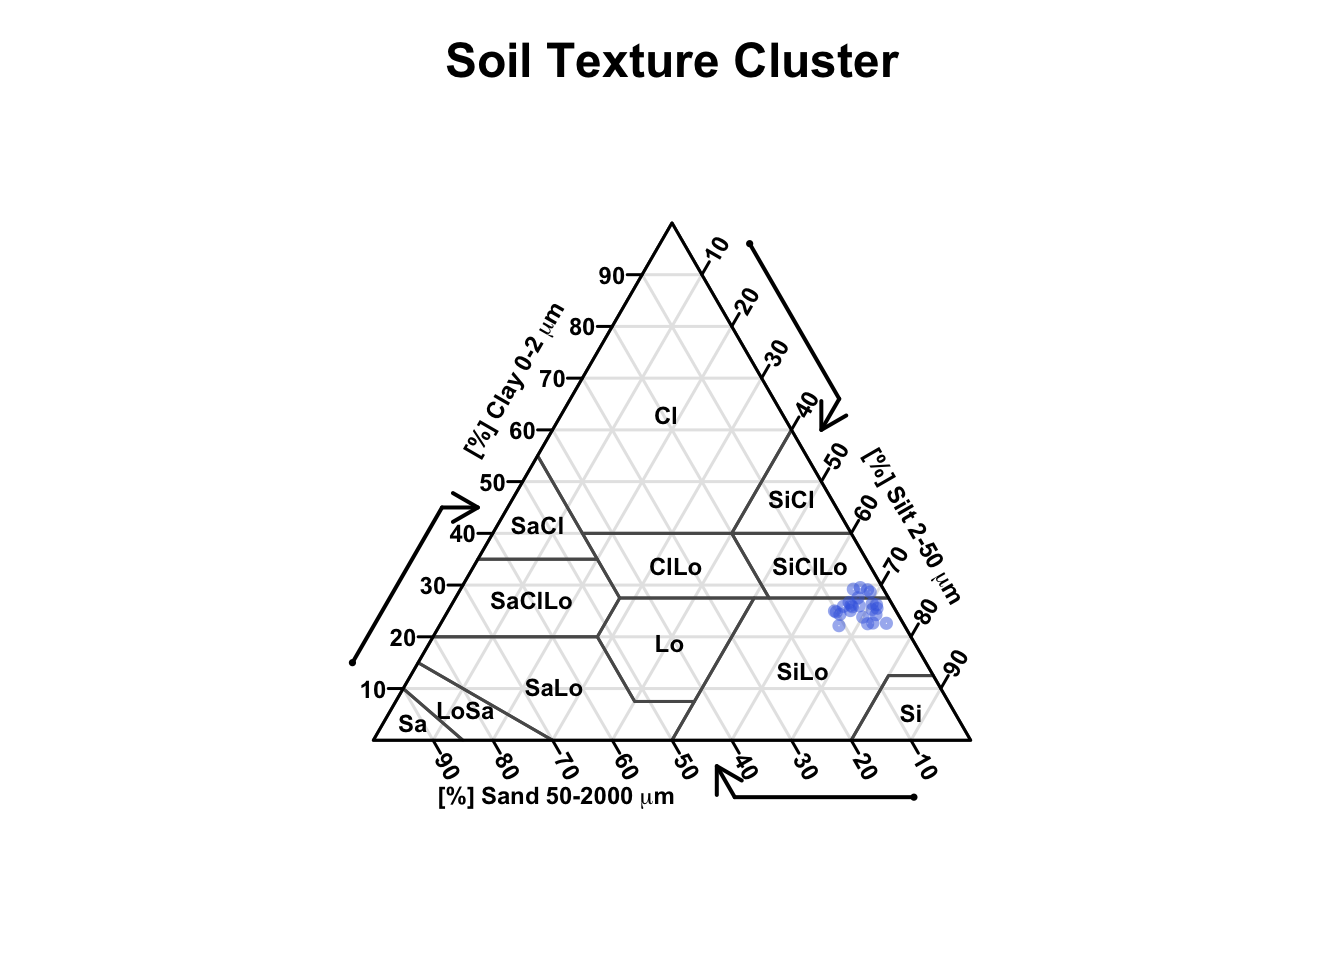 Soil Texture Cluster
10
90
20
80
30
[%] Clay 0-2 μm
70
40
Cl
60
50
[%] Silt 2-50 μm
50
SiCl
60
SaCl
40
ClLo
SiClLo
70
30
SaClLo
80
20
Lo
SiLo
90
10
SaLo
LoSa
Si
Sa
90
80
70
60
50
40
30
20
10
[%] Sand 50-2000 μm